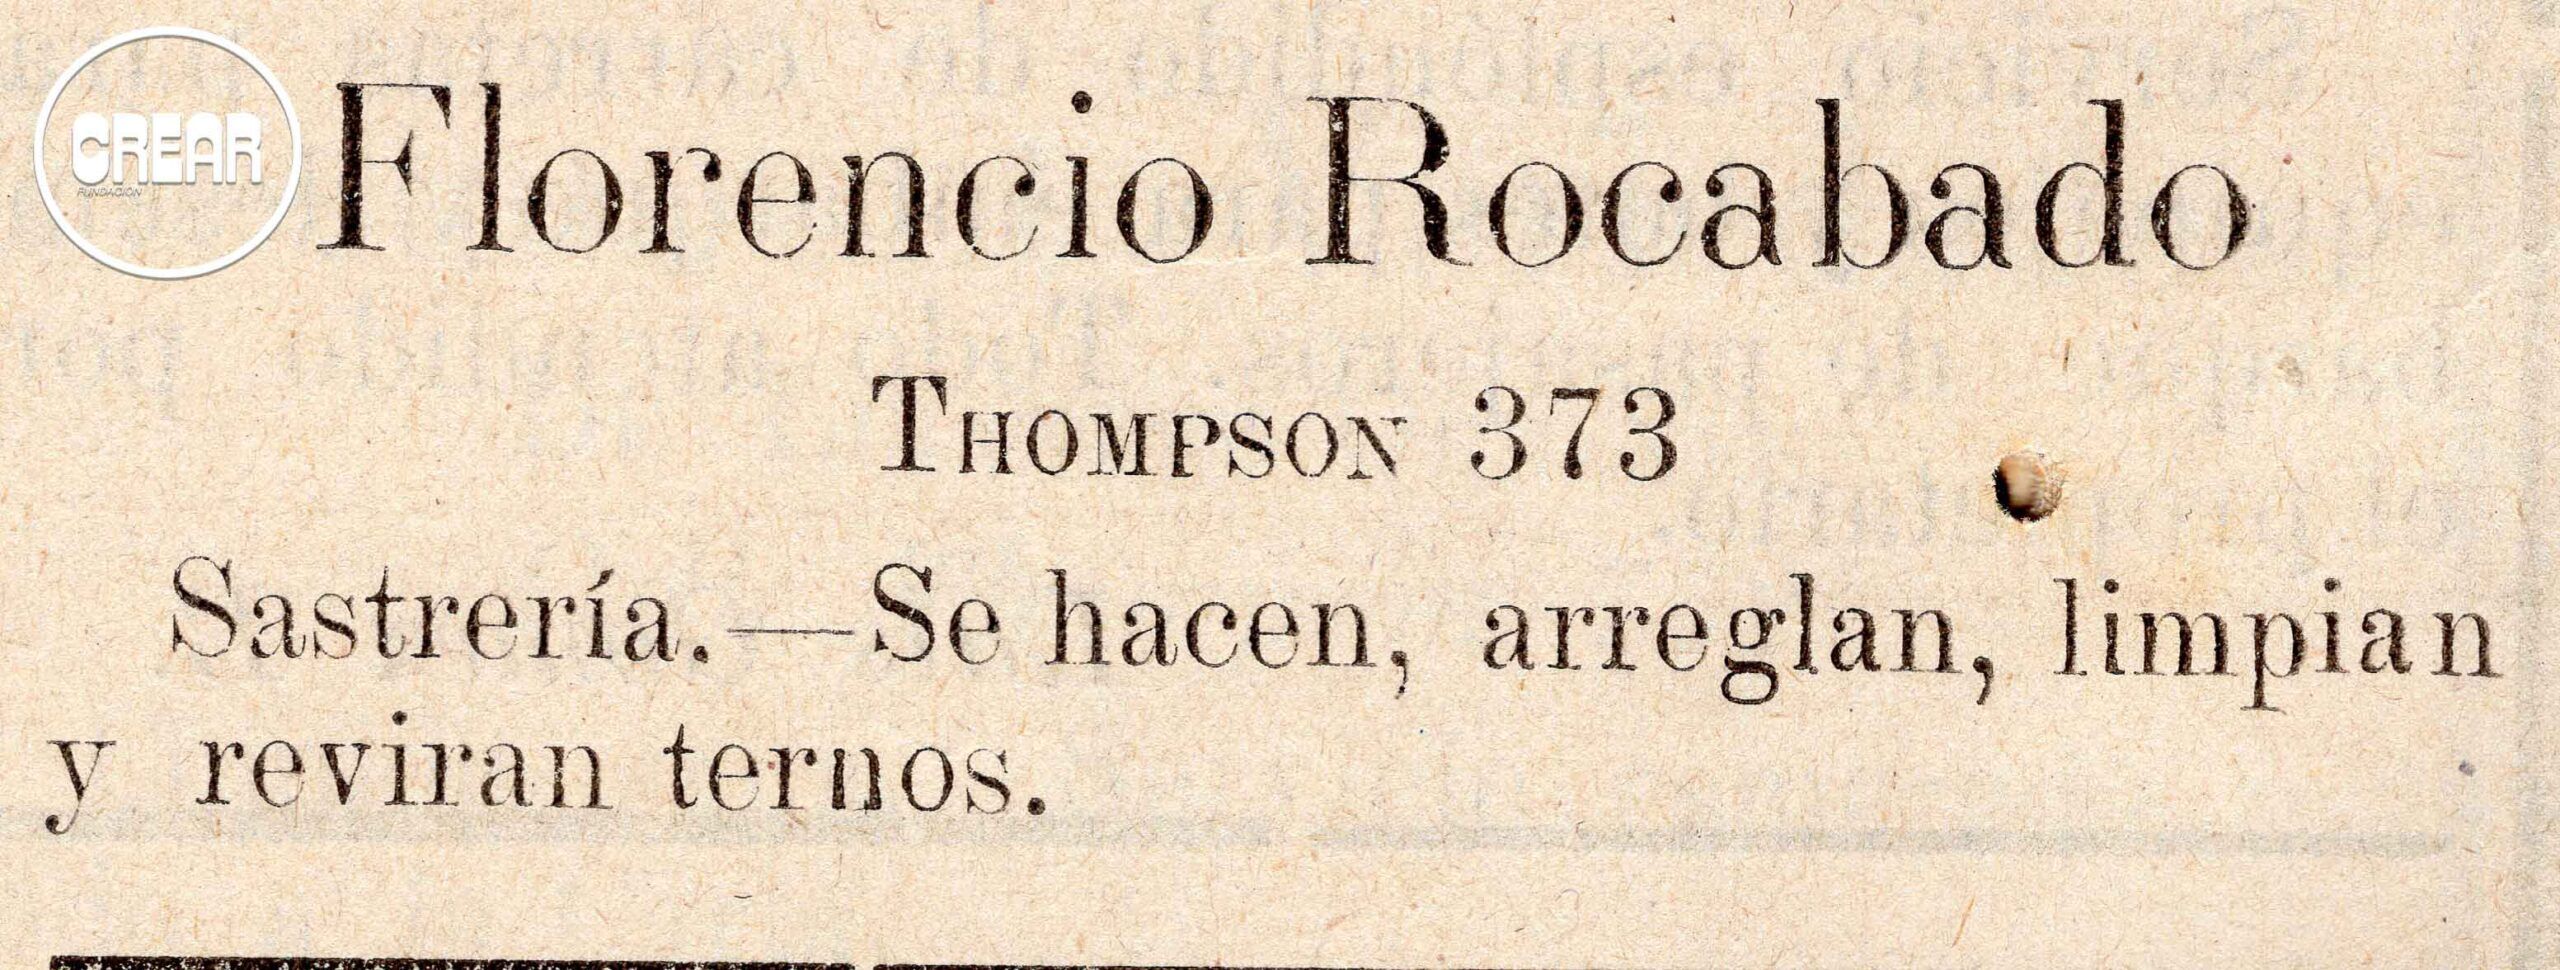 CREAR
FUNDACION
Florencio Rocabado
THOMPSON 373
Sastrería.—Se hacen, arreglan, limpian
y reviran ternos.